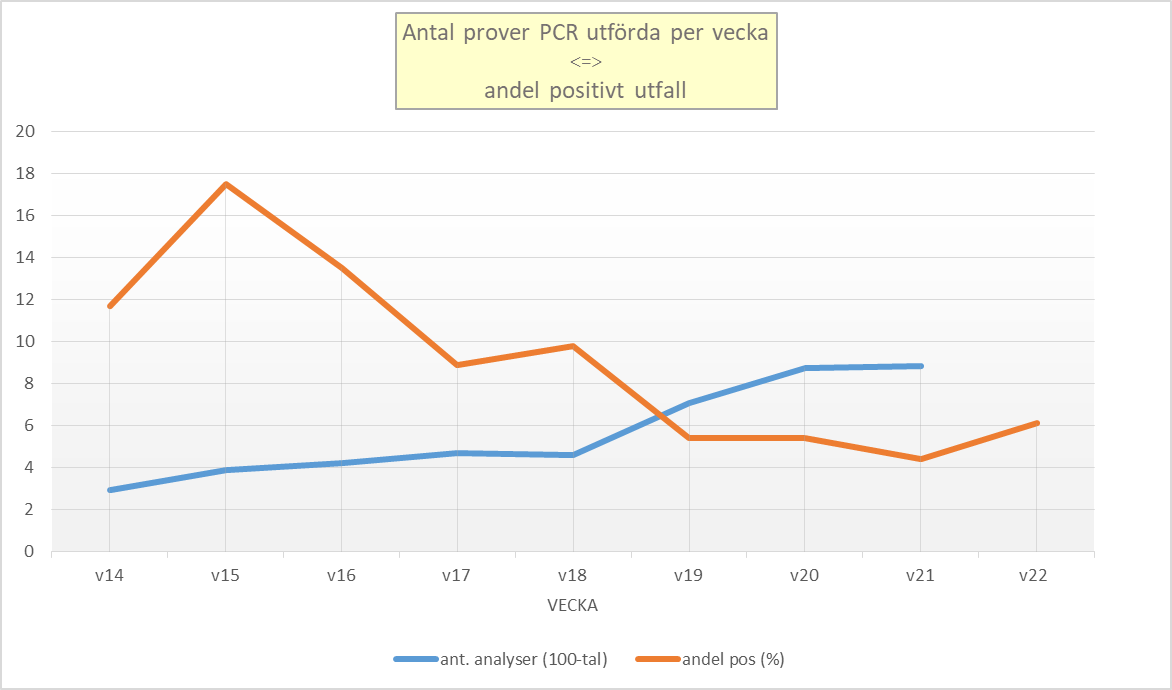 Antal prover PCR utförda per vecka
<=>
andel positivt utfall
20
18
16
14
12
10
8
6
4
2
0
v14 v15 v16 v17 v18 v19 v20 v21 v22
VECKA
ant. analyser (100-tal) andel pos (%)